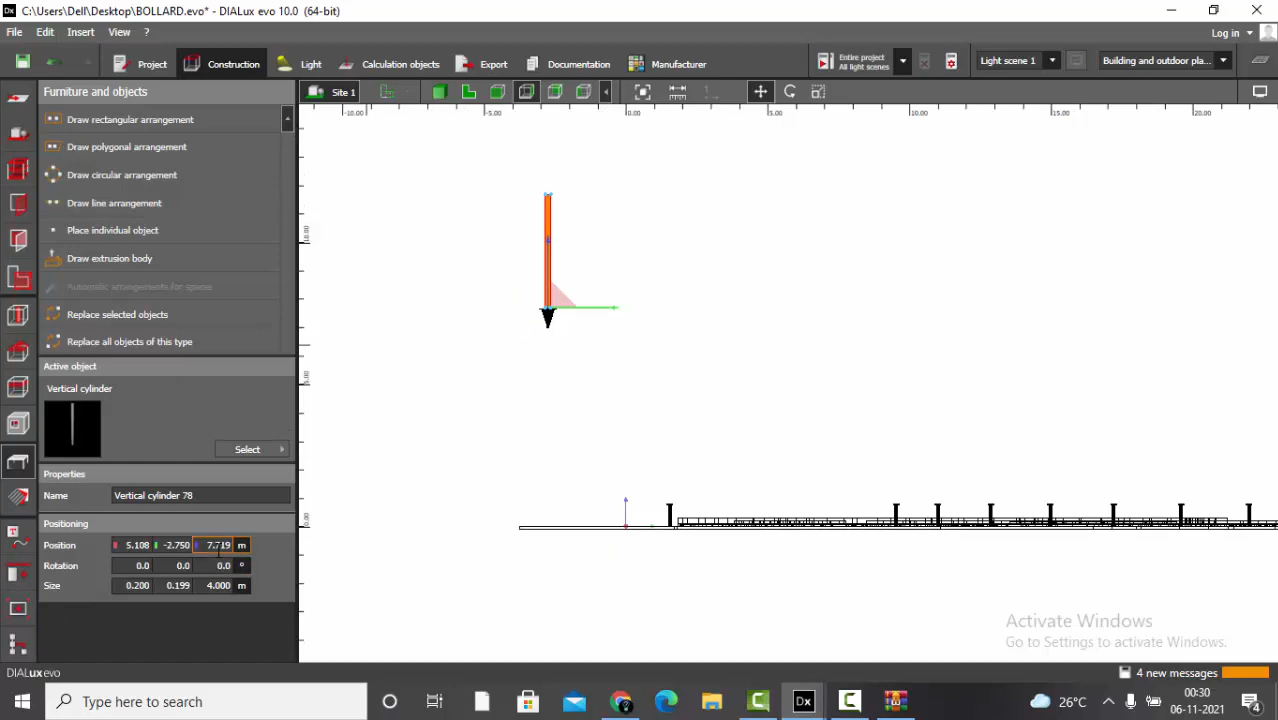 C:\Users\Dell\Desktop\BOLLARD.evo* - DIALux evo 10.0 (64-bit)
File Edit Insert View ? Log in
Project Construction Light Calculation objects Export Documentation Manufacturer Entire project
All light scenes Light scene 1 Building and outdoor pla...
Furniture and objects Site 1
-10.00 -5.00 0.00 5.00 10.00 15.00 20.00
Draw rectangular arrangement
Draw polygonal arrangement
Draw circular arrangement
Draw line arrangement
Place individual object
Draw extrusion body
Automatic arrangements for spaces
Replace selected objects
Replace all objects of this type
10.00
5.00
0.00
Active object
Vertical cylinder
Select
Properties
Name Vertical cylinder 78
Positioning
Position 5.108 -2.750 7.719 m
Rotation 0.0 0.0 0.0 °
Size 0.200 0.199 4.000 m
Activate Windows
Go to Settings to activate Windows.
DIALux evo 4 new messages
Type here to search 26°C 00:30
06-11-2021 4